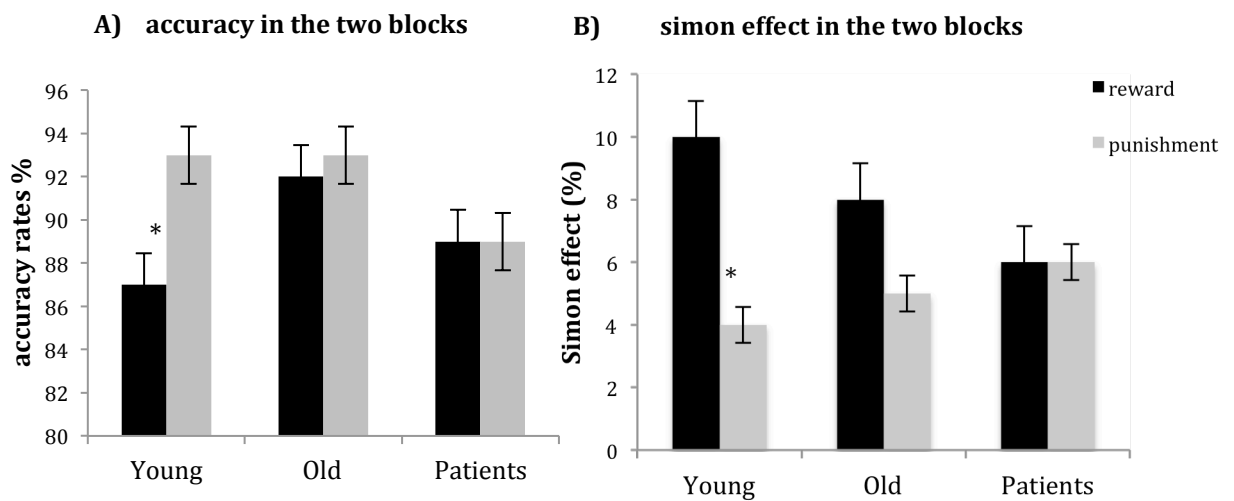 A) accuracy in the two blocks
B) simon effect in the two blocks
accuracy rates %
96
94
92
90
88
86
84
82
80
*
Young Old Patients
Simon effect (%)
12
10
8
6
4
2
0
*
Young Old Patients
reward
punishment